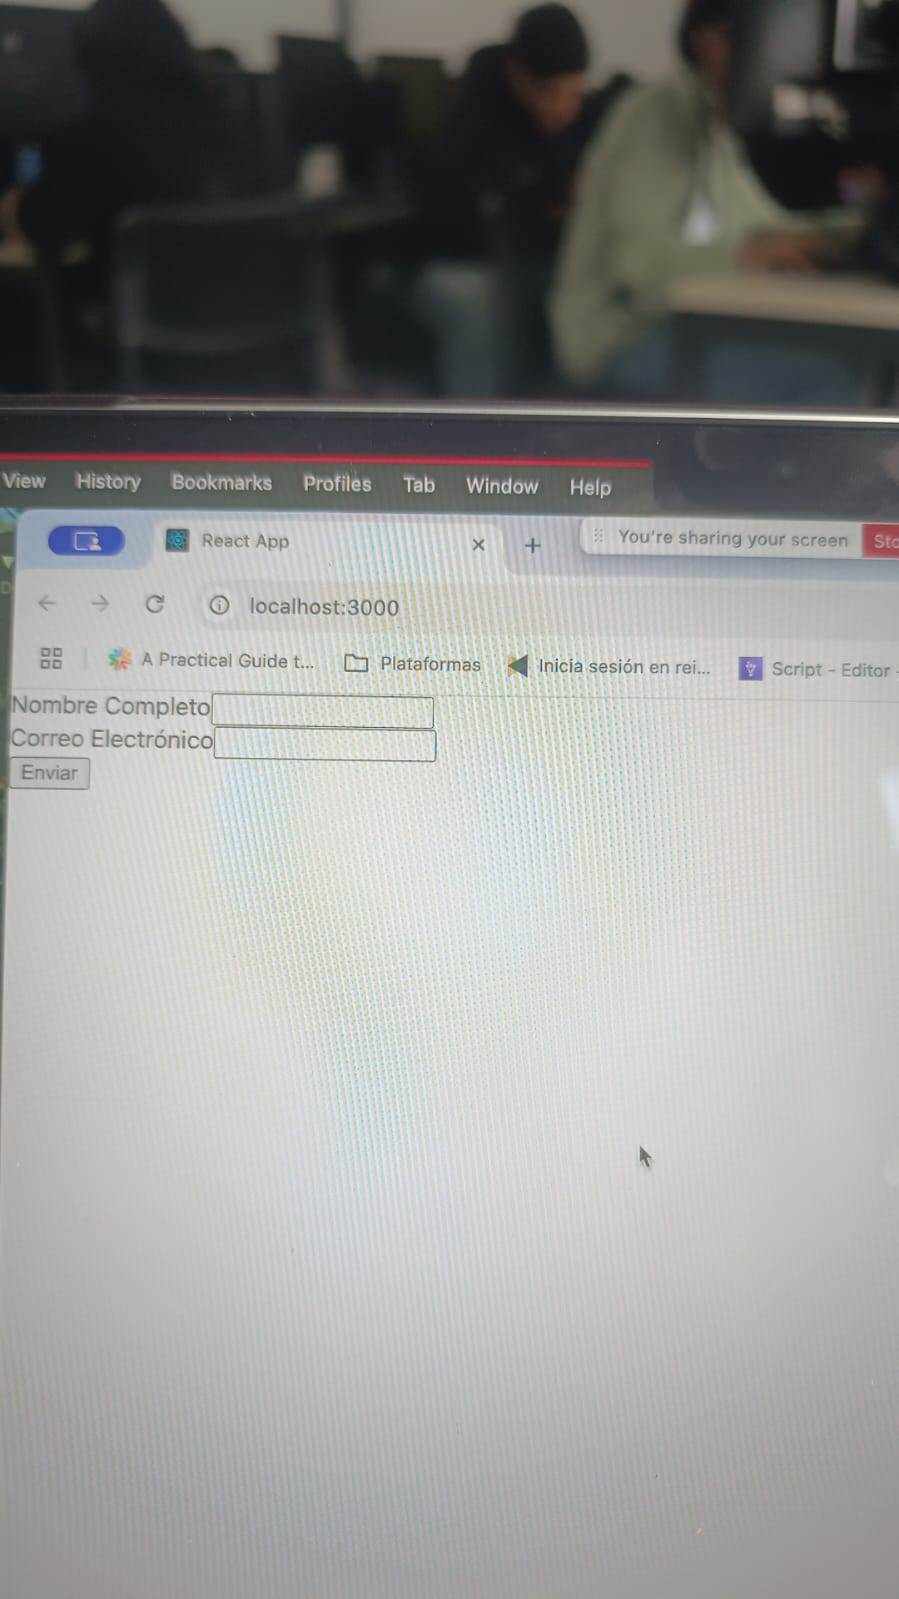 View History Bookmarks Profiles Tab Window Help
React App
You're sharing your screen
localhost:3000
A Practical Guide t... Plataformas Inicia sesión en rei... Script - Editor -
Nombre Completo
Correo Electrónico
Enviar